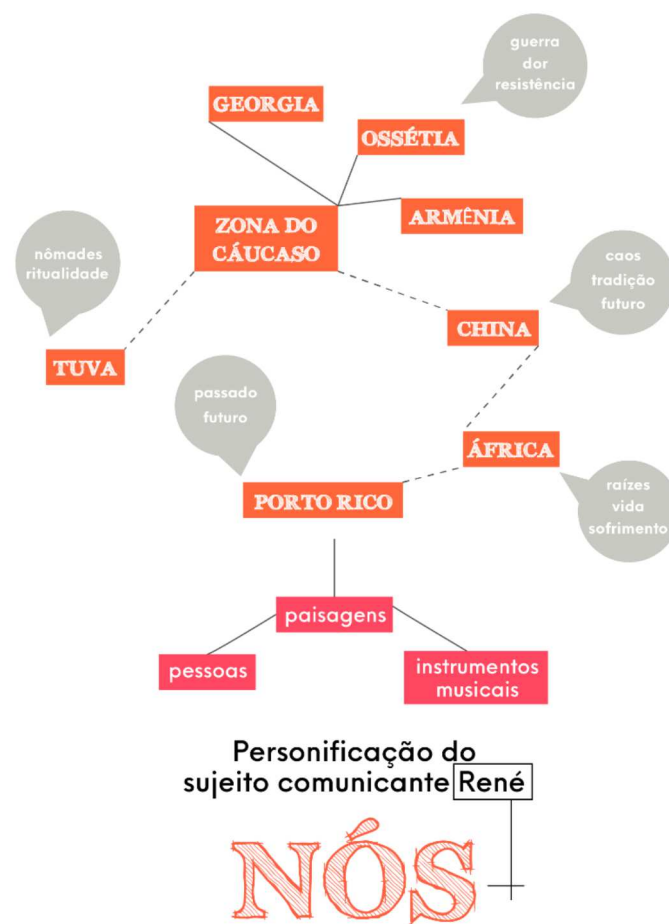 guerra
dor
resistência
GEORGIA
OSSÉTIA
ARMÊNIA
ZONA DO
CÁUCASO
nômades
ritualidade
caos
tradição
futuro
CHINA
TUVA
passado
futuro
ÁFRICA
PORTO RICO
raízes
vida
sofrimento
paisagens
pessoas
instrumentos
musicais
Personificação do
sujeito comunicante René
NÓS